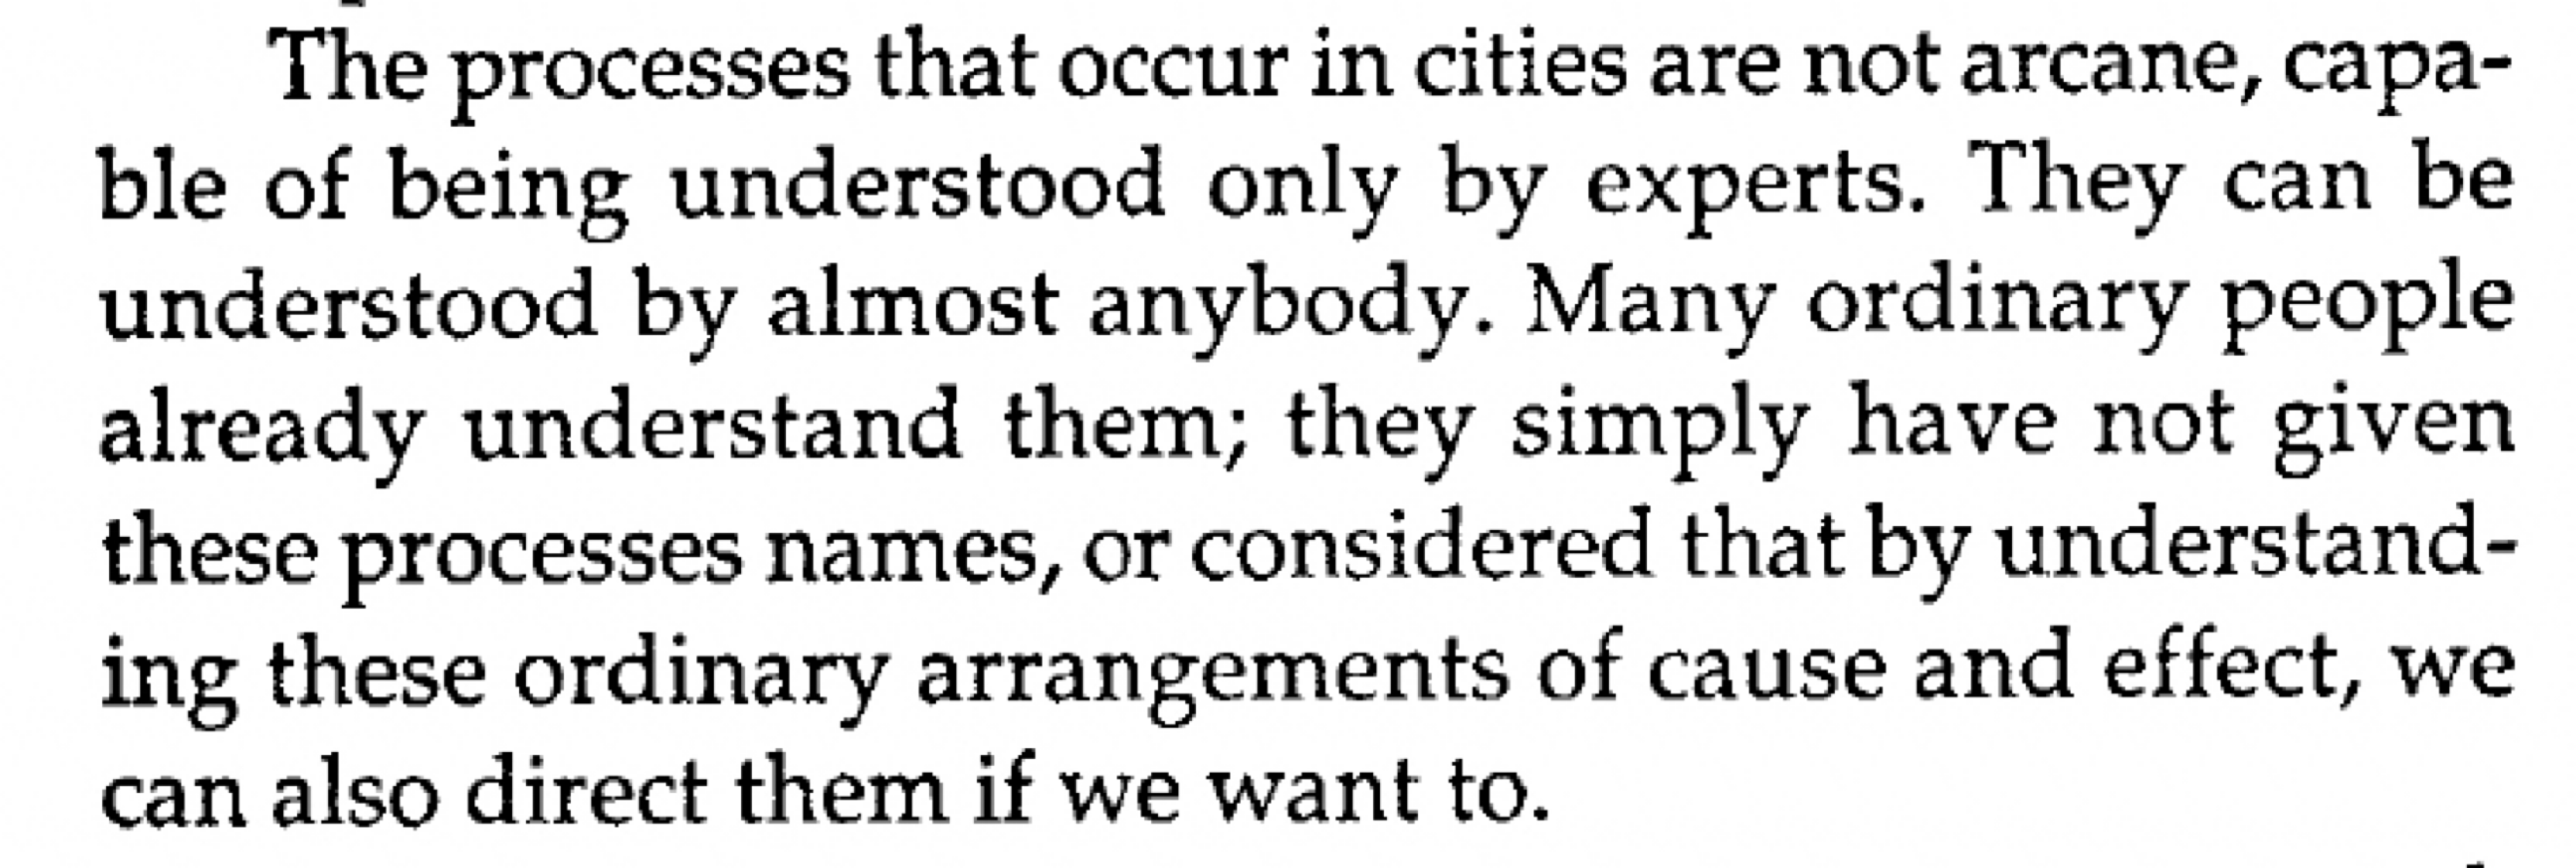 The processes that occur in cities are not arcane, capa-
ble of being understood only by experts. They can be
understood by almost anybody. Many ordinary people
already understand them; they simply have not given
these processes names, or considered that by understand-
ing these ordinary arrangements of cause and effect, we
can also direct them if we want to.